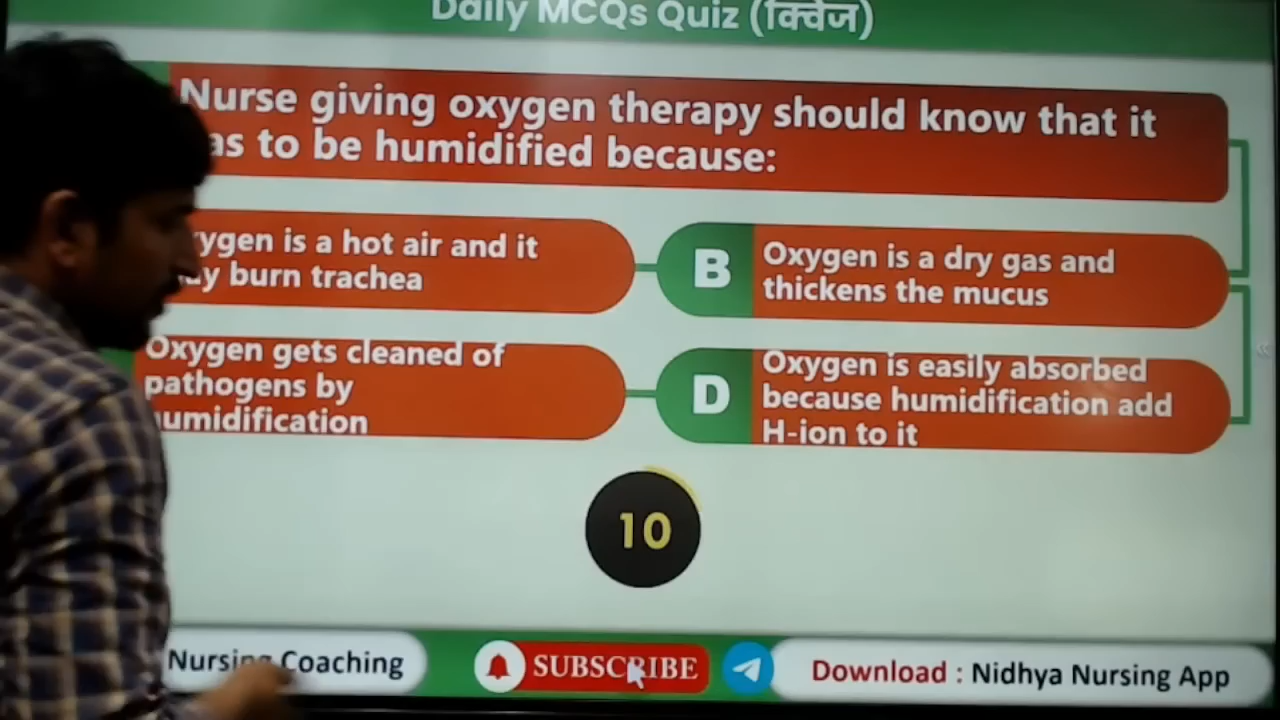 Daily MCQs Quiz (क्विज)
Nurse giving oxygen therapy should know that it
to be humidified because:
is a hot air and it
burn trachea
B
Oxygen is a dry gas and
thickens the mucus
Oxygen gets cleaned of
pathogens by
D
Oxygen is easily absorbed
because humidification add
H-ion to it
10
Nursing Coaching
SUBSCRIBE
Download : Nidhya Nursing App